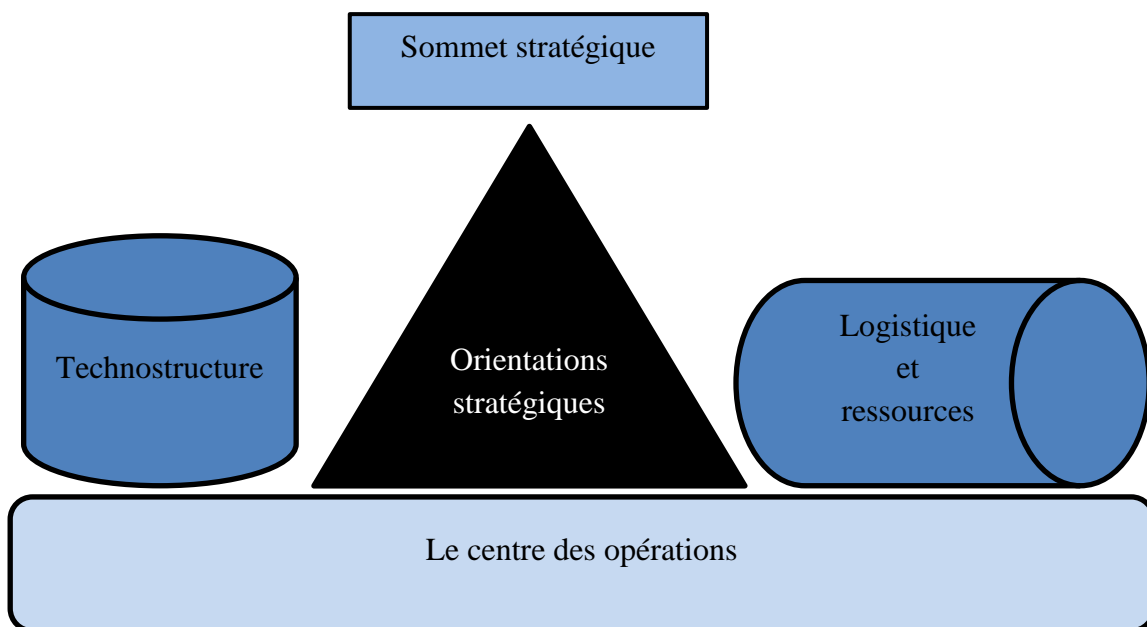 Sommet stratégique
Technostructure
Orientations
stratégiques
Logistique
et
ressources
Le centre des opérations